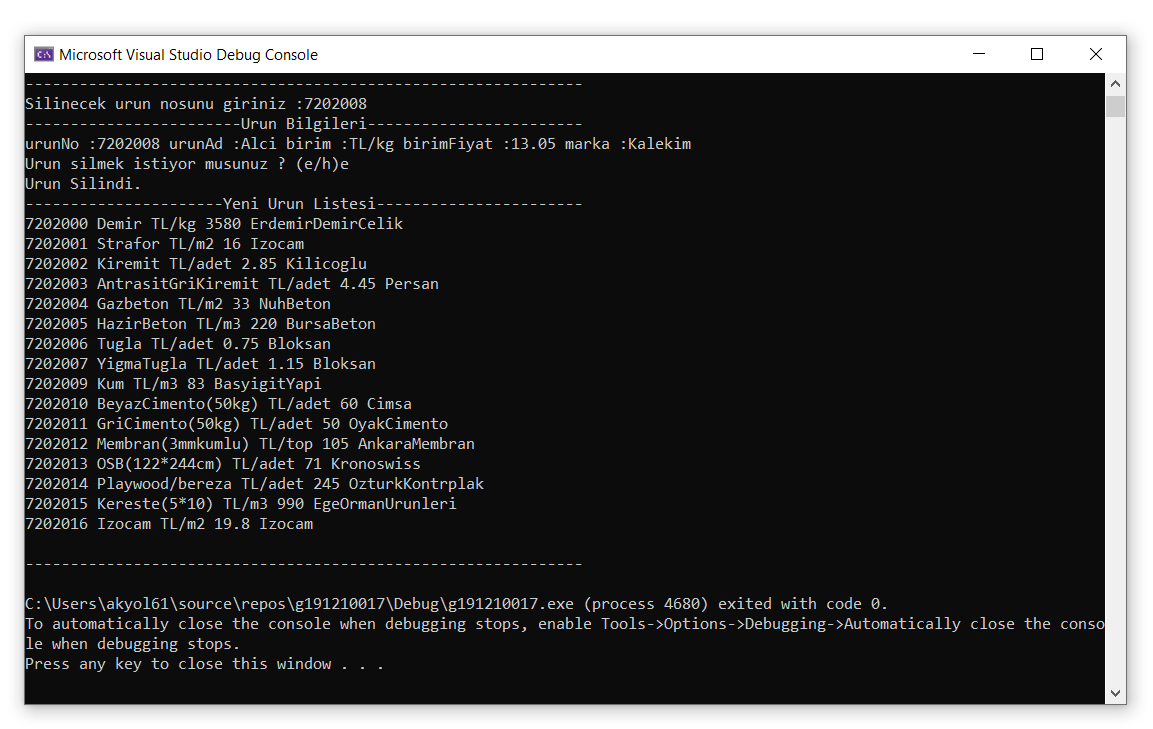 Microsoft Visual Studio Debug Console
--------------------------------------------------------------
Silinecek urun nosunu giriniz :7202008
------------------------Urun Bilgileri------------------------
urunNo :7202008 urunAd :Alci birim :TL/kg birimFiyat :13.05 marka :Kalekim
Urun silmek istiyor musunuz ? (e/h)e
Urun Silindi.
----------------------Yeni Urun Listesi-----------------------
7202000 Demir TL/kg 3580 ErdemirDemirCelik
7202001 Strafor TL/m2 16 Izocam
7202002 Kiremit TL/adet 2.85 Kilicoglu
7202003 AntrasitGriKiremit TL/adet 4.45 Persan
7202004 Gazbeton TL/m2 33 NuhBeton
7202005 HazirBeton TL/m3 220 BursaBeton
7202006 Tugla TL/adet 0.75 Bloksan
7202007 YigmaTugla TL/adet 1.15 Bloksan
7202009 Kum TL/m3 83 BasyigitYapi
7202010 BeyazCimento(50kg) TL/adet 60 Cimsa
7202011 GriCimento(50kg) TL/adet 50 OyakCimento
7202012 Membran(3mmkumlu) TL/top 105 AnkaraMembran
7202013 OSB(122*244cm) TL/adet 71 Kronoswiss
7202014 Playwood/bereza TL/adet 245 OzturkKontrplak
7202015 Kereste(5*10) TL/m3 990 EgeOrmanUrunleri
7202016 Izocam TL/m2 19.8 Izocam
--------------------------------------------------------------
C:\Users\akyol61\source\repos\g191210017\Debug\g191210017.exe (process 4680) exited with code 0.
To automatically close the console when debugging stops, enable Tools->Options->Debugging->Automatically close the conso
le when debugging stops.
Press any key to close this window . . .